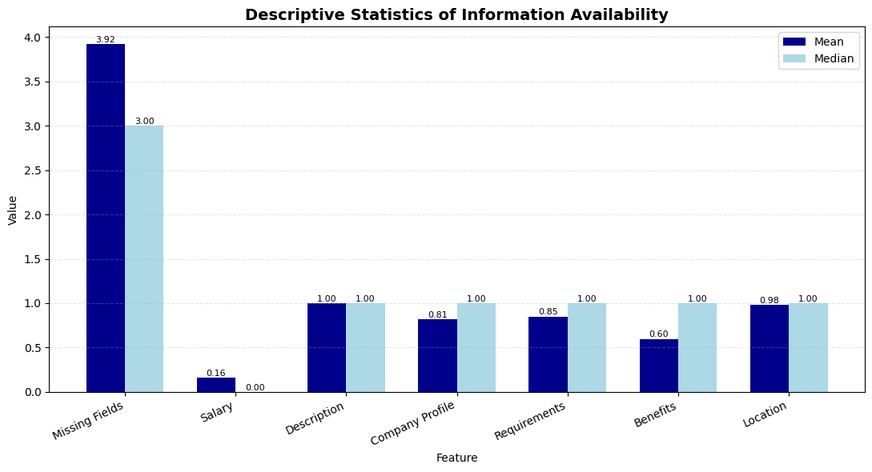 Descriptive Statistics of Information Availability
Mean
Median
Value
4.0
3.5
3.0
2.5
2.0
1.5
1.0
0.5
0.0
3.92
3.00
0.16
0.00
1.00
1.00
0.81
1.00
0.85
1.00
0.60
1.00
0.98
1.00
Missing Fields
Salary
Description
Company Profile
Requirements
Benefits
Location
Feature